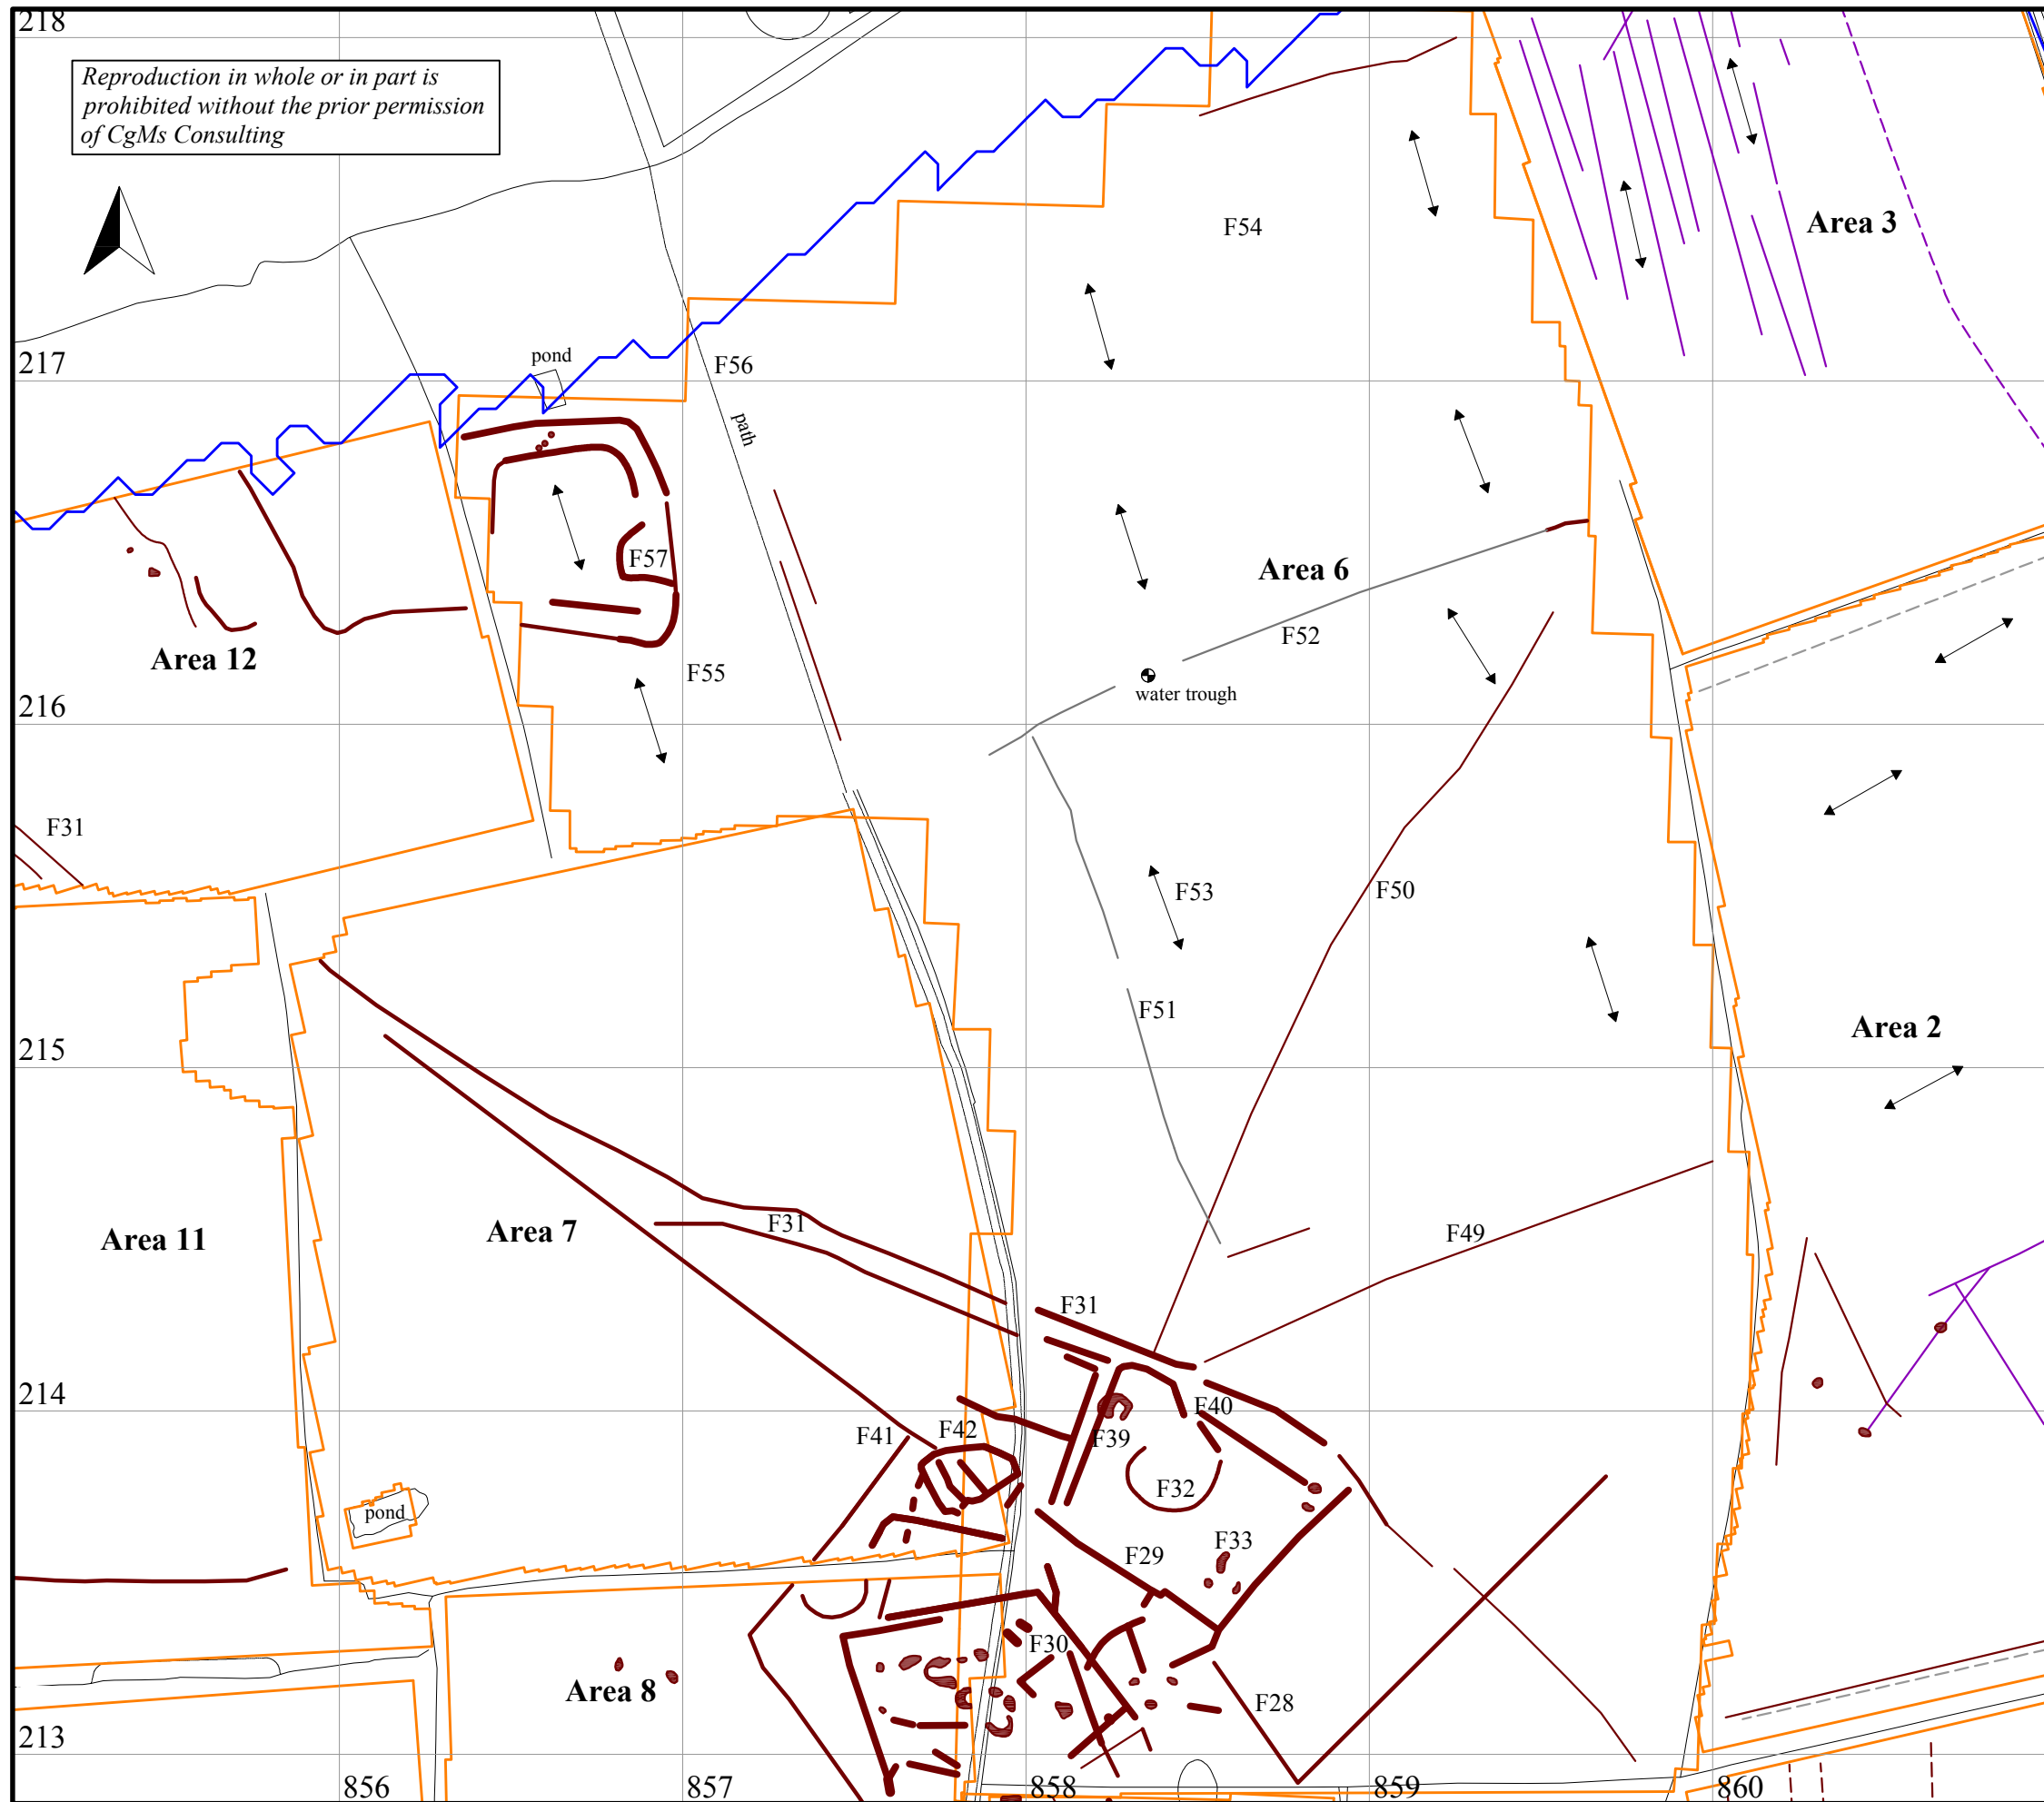 218
Reproduction in whole or in part is
prohibited without the prior permission
of CgMs Consulting
Area 3
F54
217
pond
F56
path
F57
Area 6
F52
Area 12
F55
water trough
216
F31
F53
F50
F51
Area 2
215
Area 11
Area 7
F31
F49
F31
214
F40
F41
F42
F39
F32
pond
F33
F29
F30
Area 8
F28
213
856
857
858
859
860